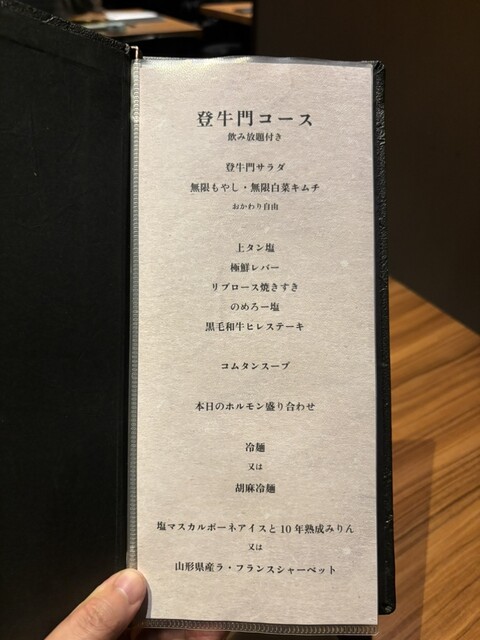 登牛門コース
飲み放題付き
登牛門サラダ
無限もやし・無限白菜キムチ
おかわり自由
上タン塩
極鮮レバー
リブロース焼きすき
のめろー塩
黒毛和牛ヒレステーキ
コムタンスープ
本日のホルモン盛り合わせ
冷麺
又は
胡麻冷麺
塩マスカルポーネアイスと10年熟成みりん
又は
山形県産ラ・フランスシャーベット